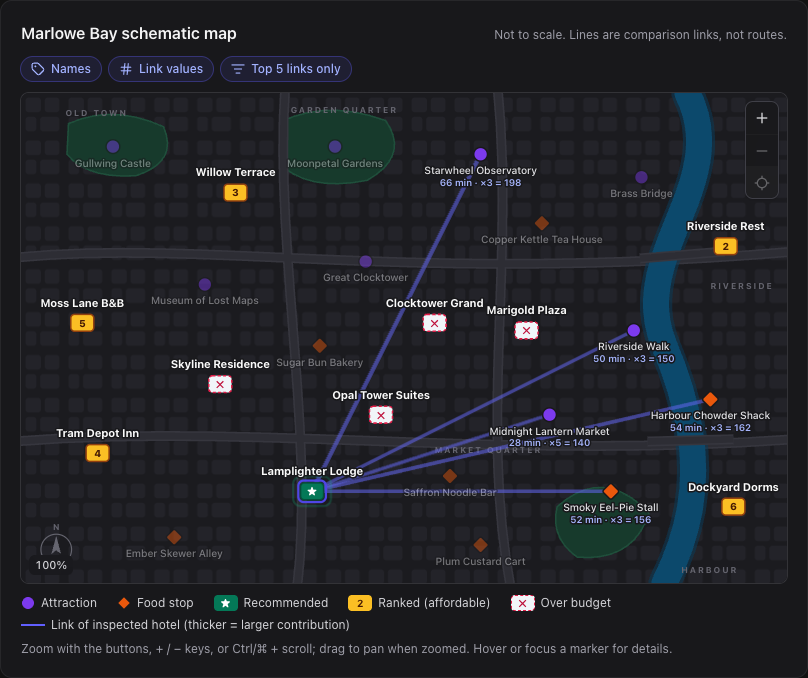 Marlowe Bay schematic map
Not to scale. Lines are comparison links, not routes.
Names
Link values
Top 5 links only
OLD TOWN
GARDEN QUARTER
Gullwing Castle
Moonpetal Gardens
Willow Terrace
3
Starwheel Observatory
66 min · ×3 = 198
Brass Bridge
Copper Kettle Tea House
Riverside Rest
2
Great Clocktower
RIVERSIDE
Museum of Lost Maps
Moss Lane B&B
5
Clocktower Grand
Marigold Plaza
Riverside Walk
50 min · ×3 = 150
Sugar Bun Bakery
Skyline Residence
Opal Tower Suites
Harbour Chowder Shack
54 min · ×3 = 162
Midnight Lantern Market
28 min · ×5 = 140
MARKET QUARTER
Tram Depot Inn
4
Lamplighter Lodge
Saffron Noodle Bar
Smoky Eel-Pie Stall
52 min · ×3 = 156
Dockyard Dorms
6
Ember Skewer Alley
Plum Custard Cart
HARBOUR
N
100%
Attraction
Food stop
Recommended
2 Ranked (affordable)
Over budget
Link of inspected hotel (thicker = larger contribution)
Zoom with the buttons, + / − keys, or Ctrl/⌘ + scroll; drag to pan when zoomed. Hover or focus a marker for details.